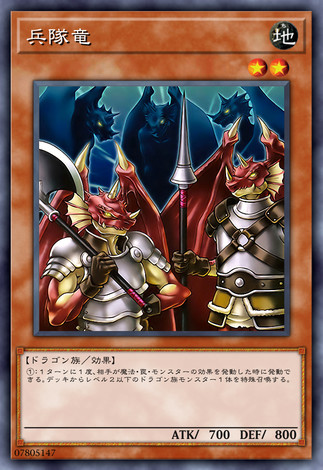 兵隊竜
地
【ドラゴン族／効果】
①：１ターンに１度、相手が魔法・罠・モンスターの効果を発動した時に発動で
きる。デッキからレベル２以下のドラゴン族モンスター１体を特殊召喚する。
ATK/ 700 DEF/ 800
07805147